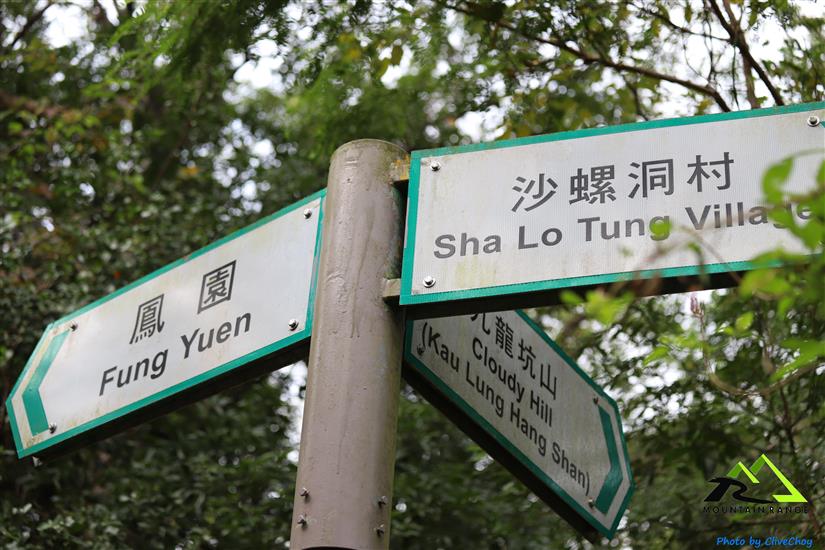 鳳園
Fung Yuen
沙螺洞村
Sha Lo Tung Village
九龍坑山
Cloudy Hill
(Kau Lung Hang Shan)
MOUNTAIN RANGE
Photo by CliveChoy